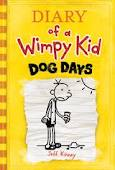 DIARY
of a
Wimpy Kid
DOG DAYS
Jeff Kinney